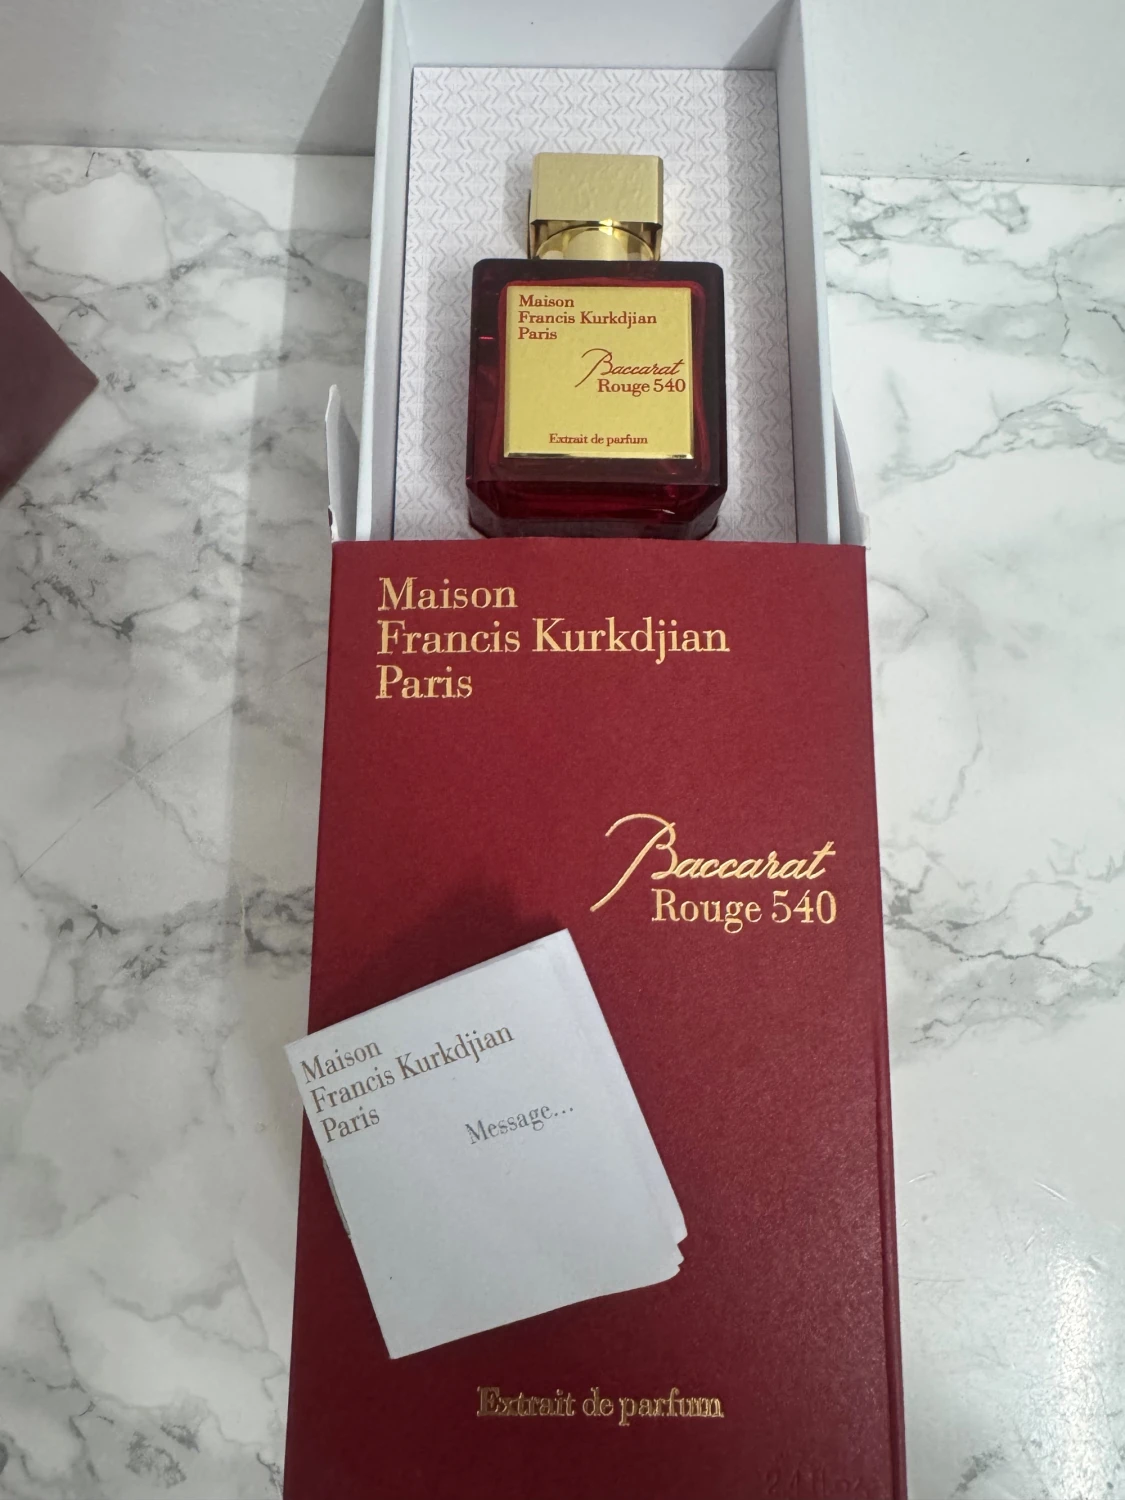 Maison
Francis Kurkdjian
Paris
Baccarat
Rouge 540
Extrait de parfum
Maison
Francis Kurkdjian
Paris
Baccarat
Rouge 540
Maison
Francis Kurkdjian
Paris
Message...
Extrait de parfum